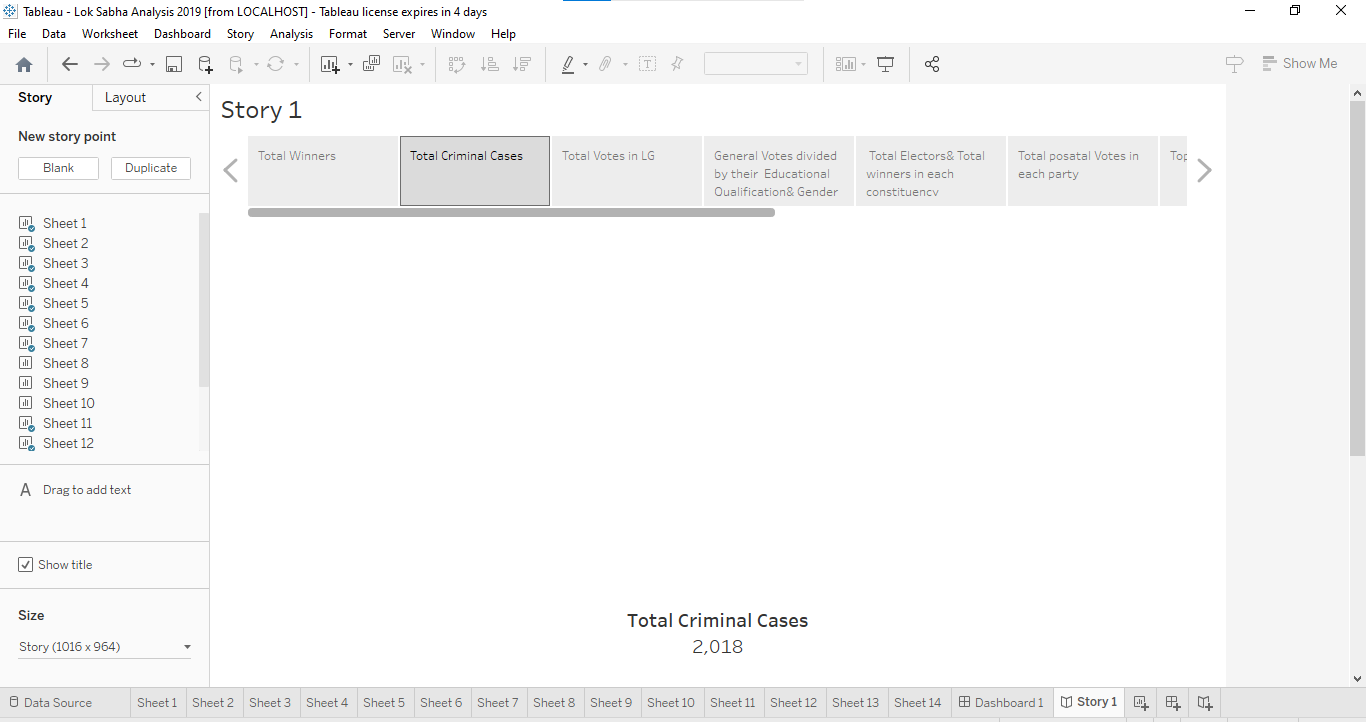 Tableau - Lok Sabha Analysis 2019 [from LOCALHOST] - Tableau license expires in 4 days
File Data Worksheet Dashboard Story Analysis Format Server Window Help
Show Me
Story Layout
New story point
Blank Duplicate
Sheet 1
Sheet 2
Sheet 3
Sheet 4
Sheet 5
Sheet 6
Sheet 7
Sheet 8
Sheet 9
Sheet 10
Sheet 11
Sheet 12
A Drag to add text
Show title
Size
Story (1016 x 964)
Story 1
Total Winners
Total Criminal Cases
Total Votes in LG
General Votes divided
by their Educational
Qualification& Gender
Total Electors& Total
winners in each
constituency
Total posatal Votes in
each party
Top
Total Criminal Cases
2,018
Data Source Sheet 1 Sheet 2 Sheet 3 Sheet 4 Sheet 5 Sheet 6 Sheet 7 Sheet 8 Sheet 9 Sheet 10 Sheet 11 Sheet 12 Sheet 13 Sheet 14 Dashboard 1 Story 1